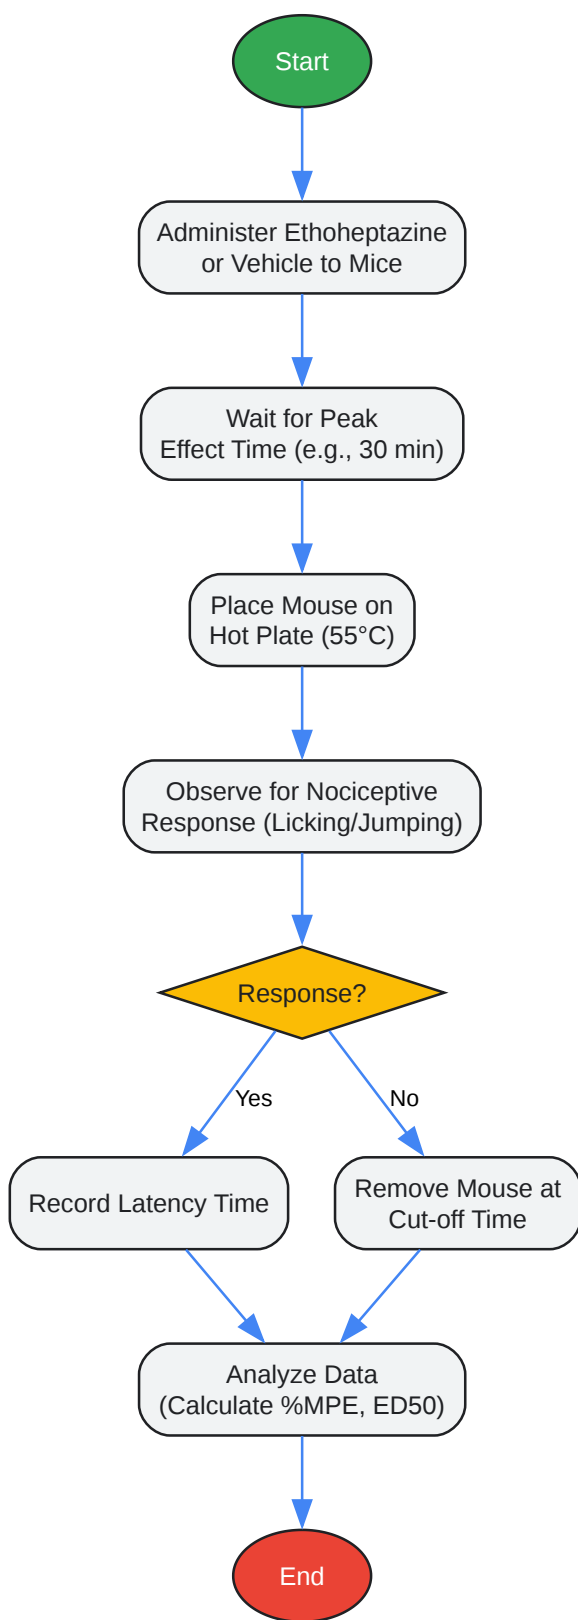 Start
Administer Ethoheptazine
or Vehicle to Mice
Wait for Peak
Effect Time (e.g., 30 min)
Place Mouse on
Hot Plate (55°C)
Observe for Nociceptive
Response (Licking/Jumping)
Response?
Yes
No
Record Latency Time
Remove Mouse at
Cut-off Time
Analyze Data
(Calculate %MPE, ED50)
End